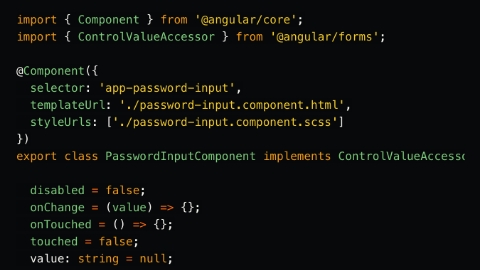 import { Component } from '@angular/core';
import { ControlValueAccessor } from '@angular/forms';
@Component({
selector: 'app-password-input',
templateUrl: './password-input.component.html',
styleUrls: ['./password-input.component.scss']
})
export class PasswordInputComponent implements ControlValueAccesso
disabled = false;
onChange = (value) => {};
onTouched = () => {};
touched = false;
value: string = null;